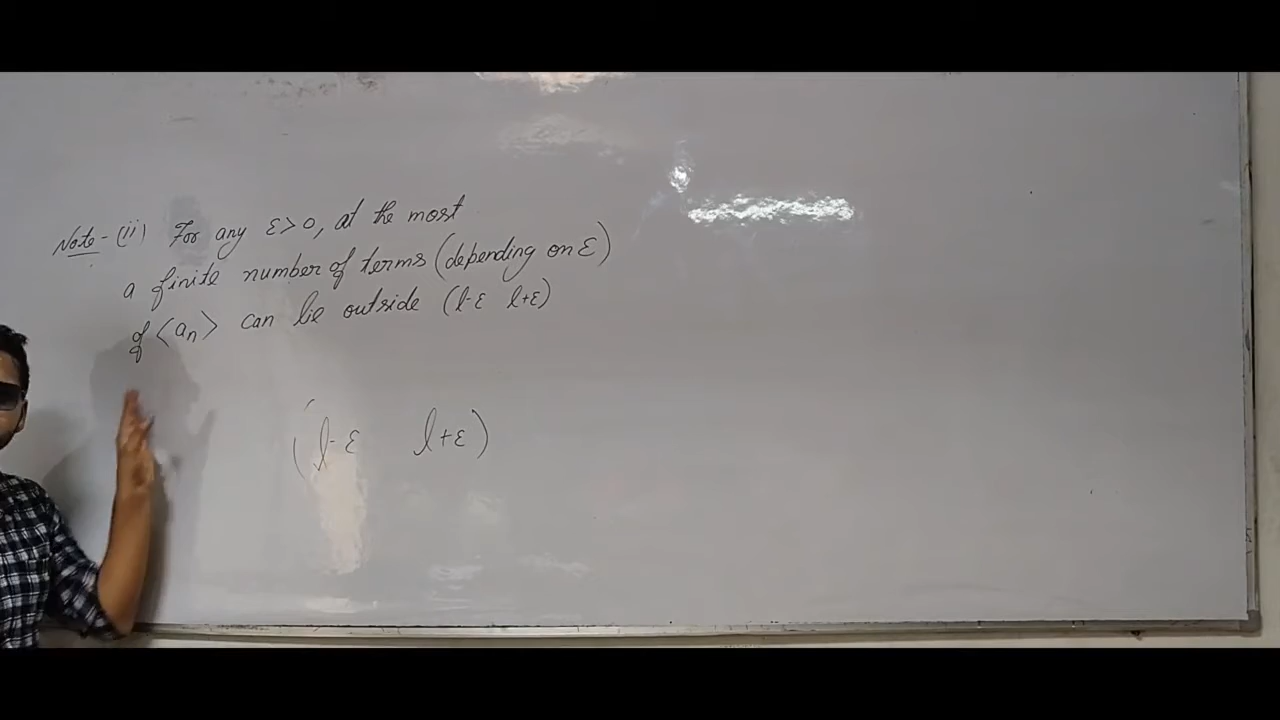 Note - (ii) For any ε > 0, at the most
a finite number of terms (depending on ε)
of <aₙ> can lie outside (l-ε l+ε)
(l-ε l+ε)